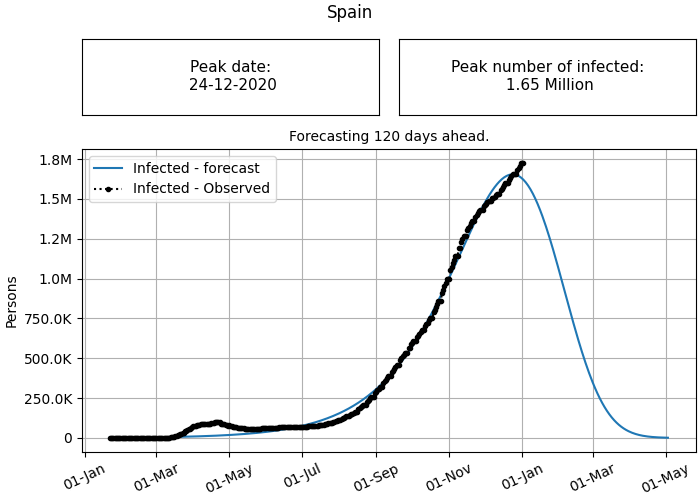 Spain
Peak date:
24-12-2020
Peak number of infected:
1.65 Million
Forecasting 120 days ahead.
Infected - forecast
Infected - Observed
Persons
1.8M
1.5M
1.2M
1.0M
750.0K
500.0K
250.0K
0
01-Jan
01-Mar
01-May
01-Jul
01-Sep
01-Nov
01-Jan
01-Mar
01-May